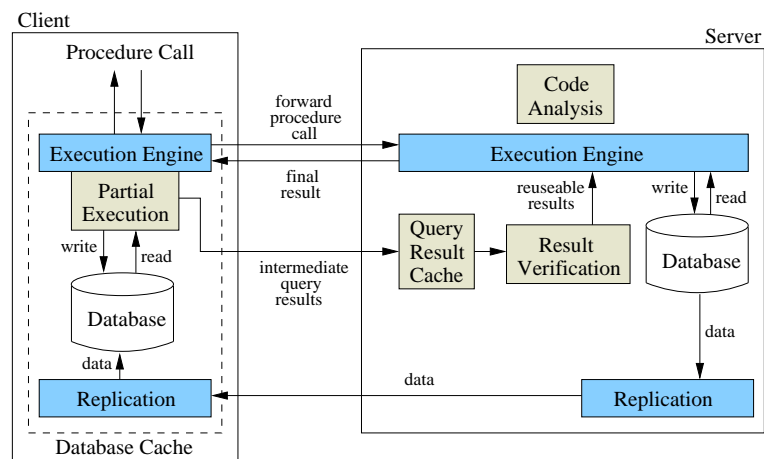 Client
Server
Procedure Call
Code
Analysis
forward
procedure
call
Execution Engine
Execution Engine
final
result
Partial
Execution
reuseable
results
write
read
write
read
Query
Result
Cache
Result
Verification
intermediate
query
results
Database
Database
data
data
data
Replication
Replication
Database Cache